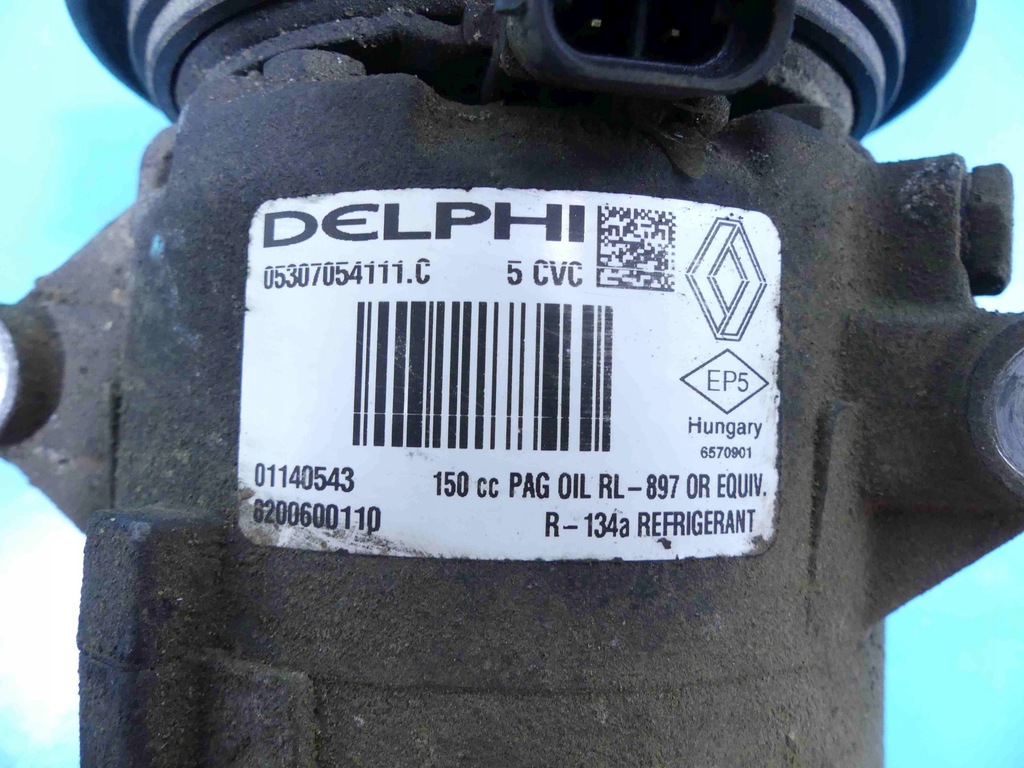 DELPHI
05307054111.C 5 CVC
EP5
Hungary
6570901
01140543 150 cc PAG OIL RL-897 OR EQUIV.
8200600110 R-134a REFRIGERANT